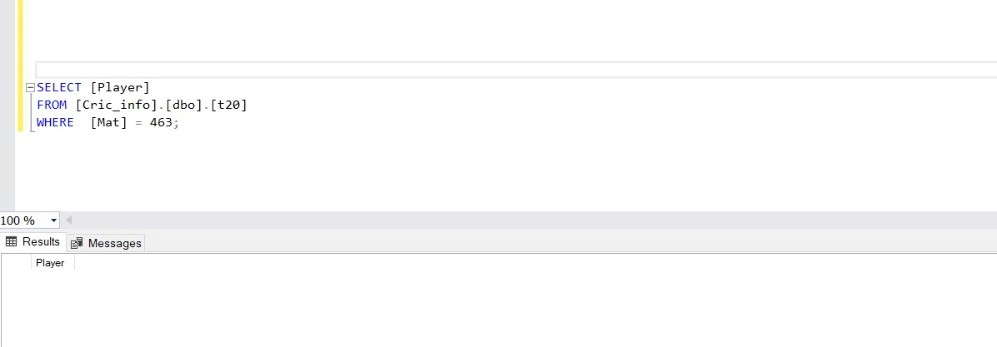 SELECT [Player]
FROM [Cric_info].[dbo].[t20]
WHERE  [Mat] = 463;
100 %
Results Messages
Player